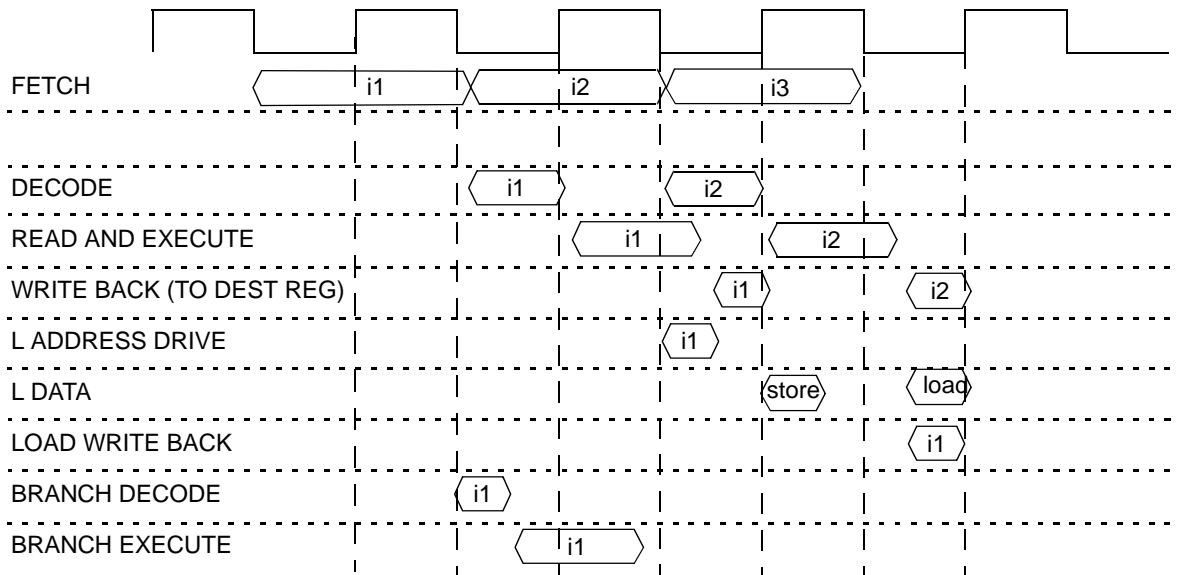 FETCH i1 i2 i3
DECODE i1 i2
READ AND EXECUTE i1 i2
WRITE BACK (TO DEST REG) i1 i2
L ADDRESS DRIVE i1
L DATA store load
LOAD WRITE BACK i1
BRANCH DECODE i1
BRANCH EXECUTE i1